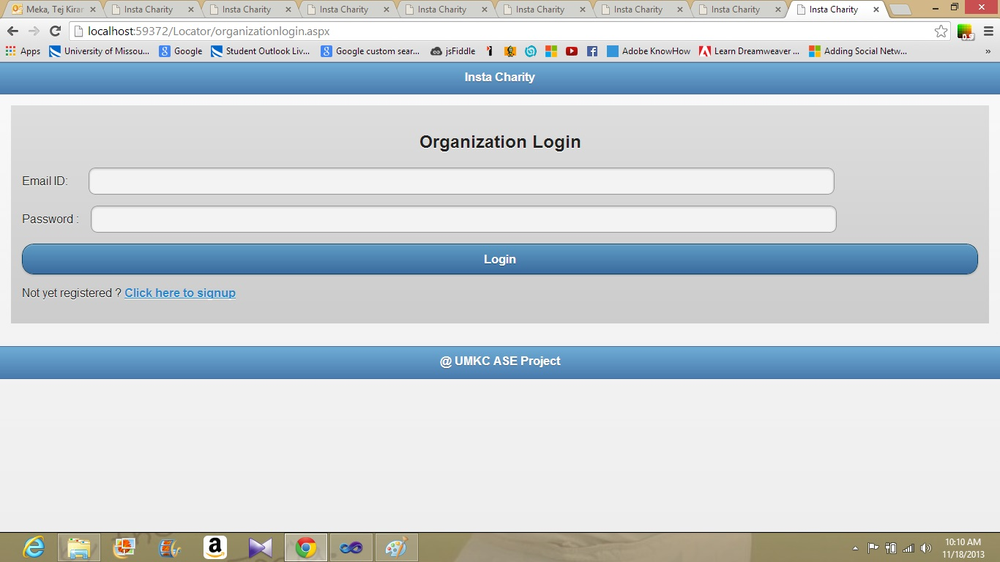 Meka, Tej Kiran
Insta Charity
Insta Charity
Insta Charity
Insta Charity
Insta Charity
Insta Charity
Insta Charity
Insta Charity
localhost:59372/Locator/organizationlogin.aspx
0.9
Apps University of Missou... Google Student Outlook Liv... Google custom sear... jsFiddle Adobe KnowHow Learn Dreamweaver ... Adding Social Netw... »
Insta Charity
Organization Login
Email ID:
Password :
Login
Not yet registered ? Click here to signup
@ UMKC ASE Project
10:10 AM
11/18/2013